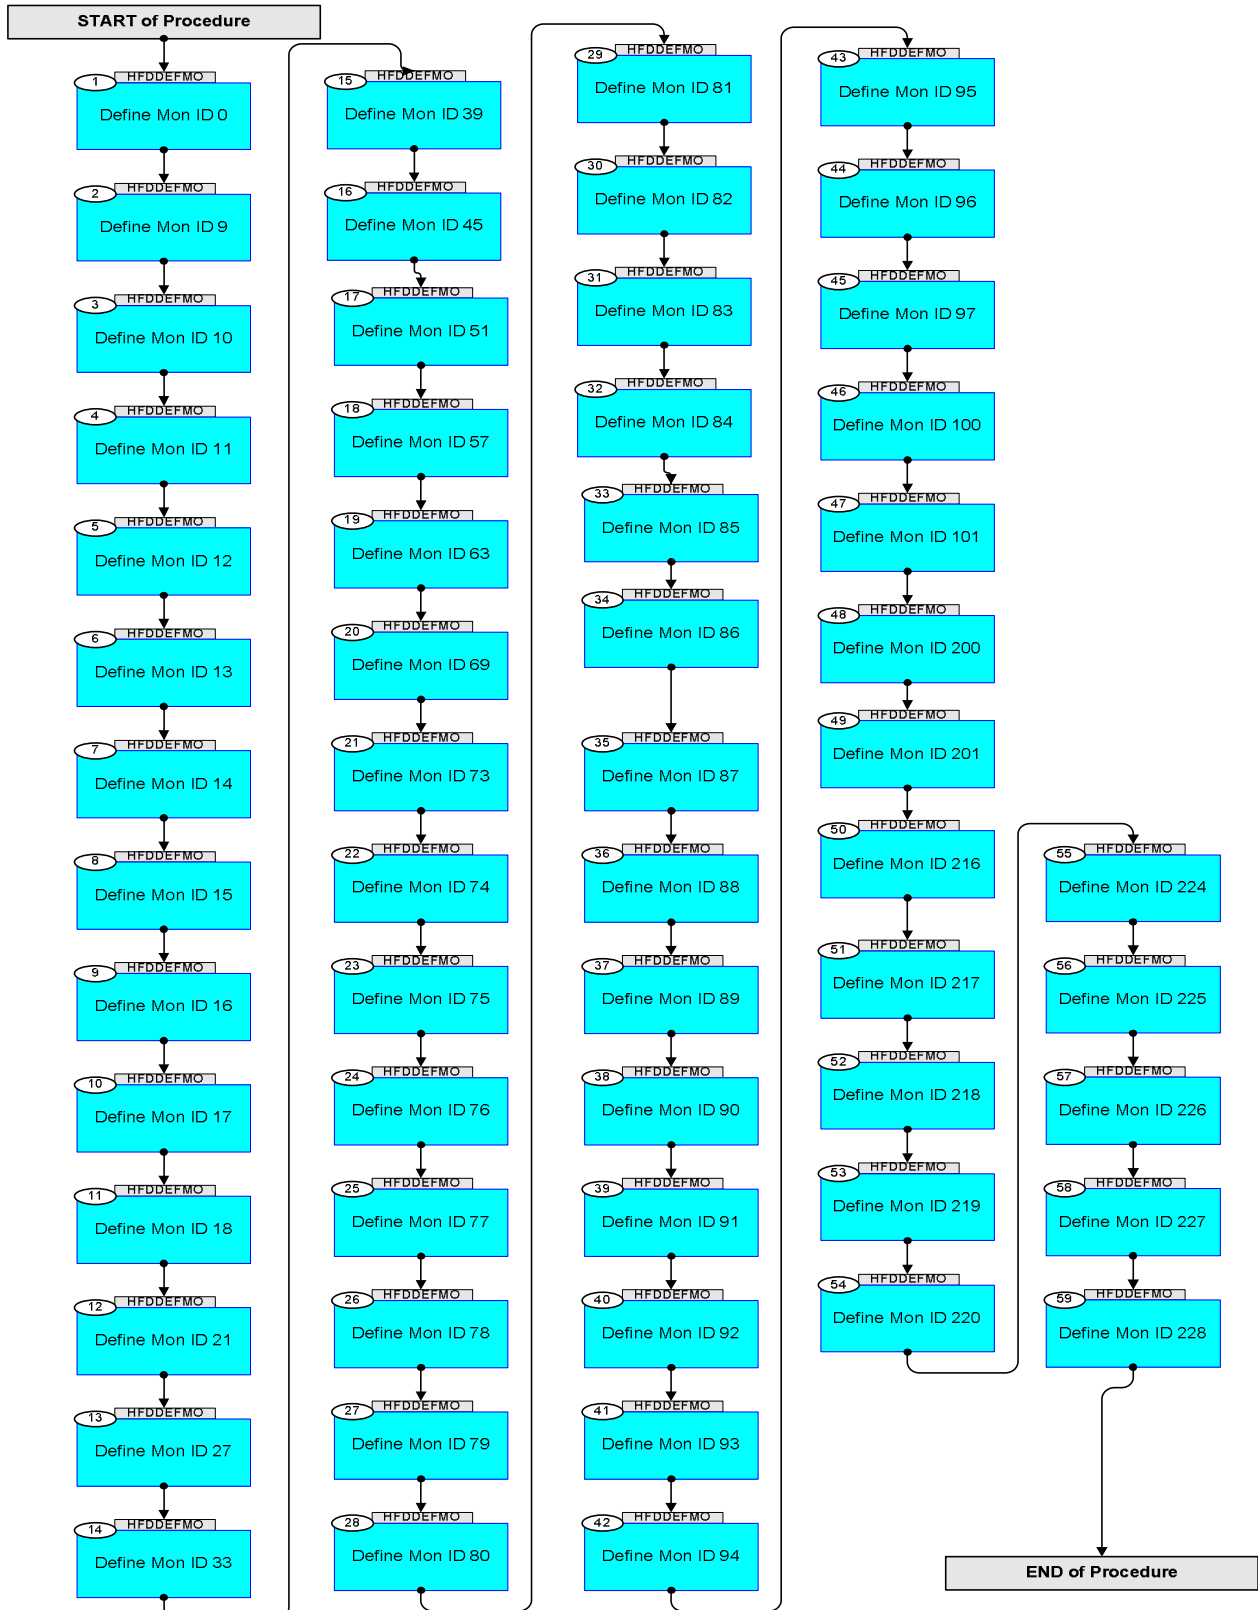 START of Procedure
HFDDEFMO
1
Define Mon ID 0
HFDDEFMO
2
Define Mon ID 9
HFDDEFMO
3
Define Mon ID 10
HFDDEFMO
4
Define Mon ID 11
HFDDEFMO
5
Define Mon ID 12
HFDDEFMO
6
Define Mon ID 13
HFDDEFMO
7
Define Mon ID 14
HFDDEFMO
8
Define Mon ID 15
HFDDEFMO
9
Define Mon ID 16
HFDDEFMO
10
Define Mon ID 17
HFDDEFMO
11
Define Mon ID 18
HFDDEFMO
12
Define Mon ID 21
HFDDEFMO
13
Define Mon ID 27
HFDDEFMO
14
Define Mon ID 33
HFDDEFMO
15
Define Mon ID 39
HFDDEFMO
16
Define Mon ID 45
HFDDEFMO
17
Define Mon ID 51
HFDDEFMO
18
Define Mon ID 57
HFDDEFMO
19
Define Mon ID 63
HFDDEFMO
20
Define Mon ID 69
HFDDEFMO
21
Define Mon ID 73
HFDDEFMO
22
Define Mon ID 74
HFDDEFMO
23
Define Mon ID 75
HFDDEFMO
24
Define Mon ID 76
HFDDEFMO
25
Define Mon ID 77
HFDDEFMO
26
Define Mon ID 78
HFDDEFMO
27
Define Mon ID 79
HFDDEFMO
28
Define Mon ID 80
HFDDEFMO
29
Define Mon ID 81
HFDDEFMO
30
Define Mon ID 82
HFDDEFMO
31
Define Mon ID 83
HFDDEFMO
32
Define Mon ID 84
HFDDEFMO
33
Define Mon ID 85
HFDDEFMO
34
Define Mon ID 86
HFDDEFMO
35
Define Mon ID 87
HFDDEFMO
36
Define Mon ID 88
HFDDEFMO
37
Define Mon ID 89
HFDDEFMO
38
Define Mon ID 90
HFDDEFMO
39
Define Mon ID 91
HFDDEFMO
40
Define Mon ID 92
HFDDEFMO
41
Define Mon ID 93
HFDDEFMO
42
Define Mon ID 94
HFDDEFMO
43
Define Mon ID 95
HFDDEFMO
44
Define Mon ID 96
HFDDEFMO
45
Define Mon ID 97
HFDDEFMO
46
Define Mon ID 100
HFDDEFMO
47
Define Mon ID 101
HFDDEFMO
48
Define Mon ID 200
HFDDEFMO
49
Define Mon ID 201
HFDDEFMO
50
Define Mon ID 216
HFDDEFMO
51
Define Mon ID 217
HFDDEFMO
52
Define Mon ID 218
HFDDEFMO
53
Define Mon ID 219
HFDDEFMO
54
Define Mon ID 220
HFDDEFMO
55
Define Mon ID 224
HFDDEFMO
56
Define Mon ID 225
HFDDEFMO
57
Define Mon ID 226
HFDDEFMO
58
Define Mon ID 227
HFDDEFMO
59
Define Mon ID 228
END of Procedure